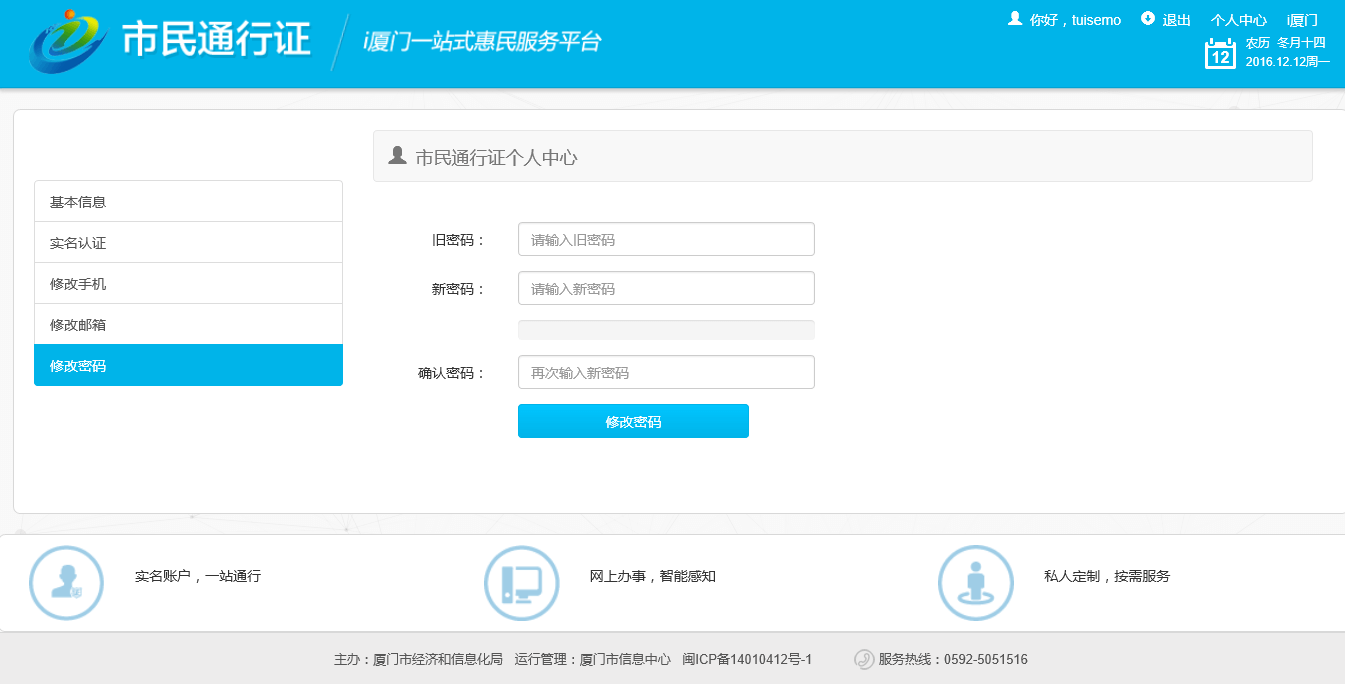 市民通行证
i厦门一站式惠民服务平台
你好，tuisemo 退出 个人中心 i厦门
12
农历 冬月十四
2016.12.12周一
市民通行证个人中心
基本信息
实名认证
修改手机
修改邮箱
修改密码
旧密码： 请输入旧密码
新密码： 请输入新密码
确认密码： 再次输入新密码
修改密码
实名账户，一站通行
网上办事，智能感知
私人定制，按需服务
主办：厦门市经济和信息化局 运行管理：厦门市信息中心 闽ICP备14010412号-1 服务热线：0592-5051516